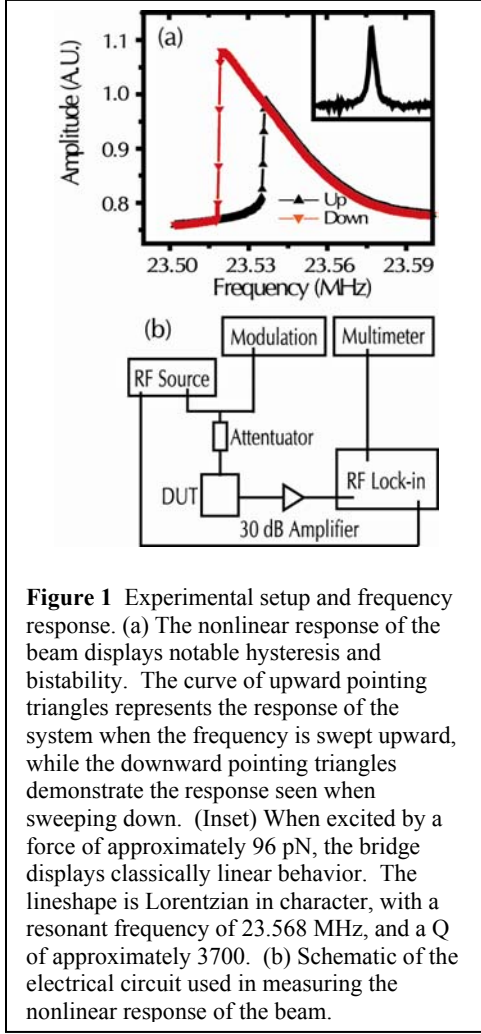 (a)
1.1
1.0
0.9
0.8
Amplitude (A.U.)
Up
Down
23.50 23.53 23.56 23.59
Frequency (MHz)
(b)
Modulation Multimeter
RF Source
Attentuator
DUT RF Lock-in
30 dB Amplifier
Figure 1 Experimental setup and frequency
response. (a) The nonlinear response of the
beam displays notable hysteresis and
bistability. The curve of upward pointing
triangles represents the response of the
system when the frequency is swept upward,
while the downward pointing triangles
demonstrate the response seen when
sweeping down. (Inset) When excited by a
force of approximately 96 pN, the bridge
displays classically linear behavior. The
lineshape is Lorentzian in character, with a
resonant frequency of 23.568 MHz, and a Q
of approximately 3700. (b) Schematic of the
electrical circuit used in measuring the
nonlinear response of the beam.